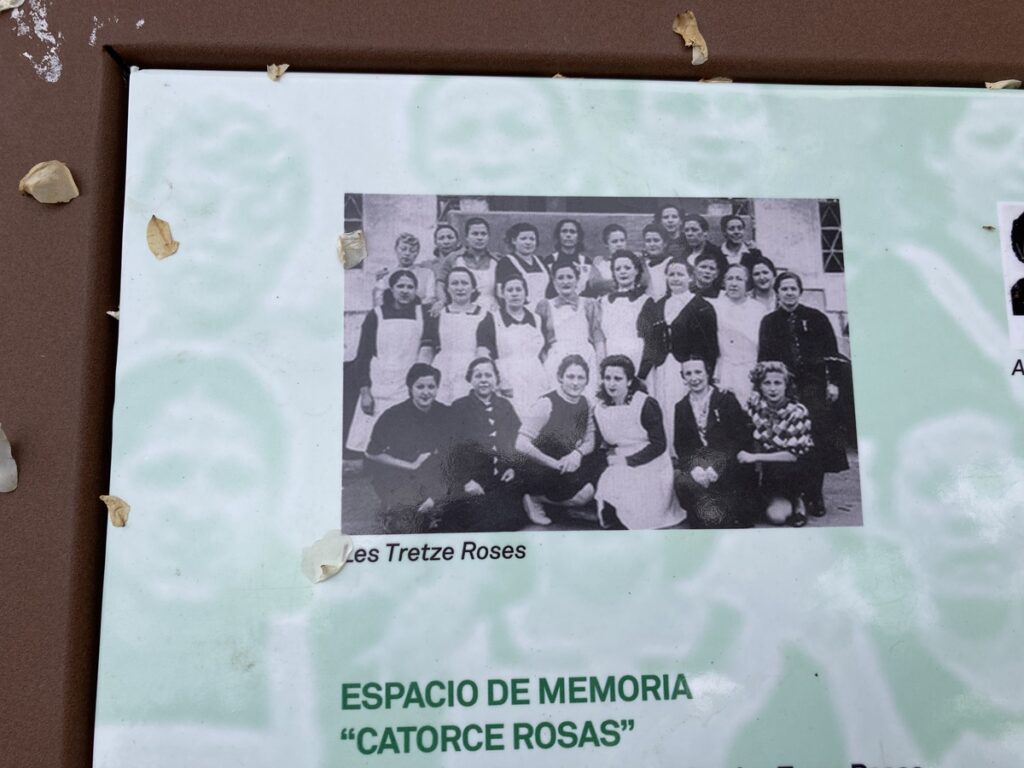 Les Tretze Roses
ESPACIO DE MEMORIA
“CATORCE ROSAS”
A